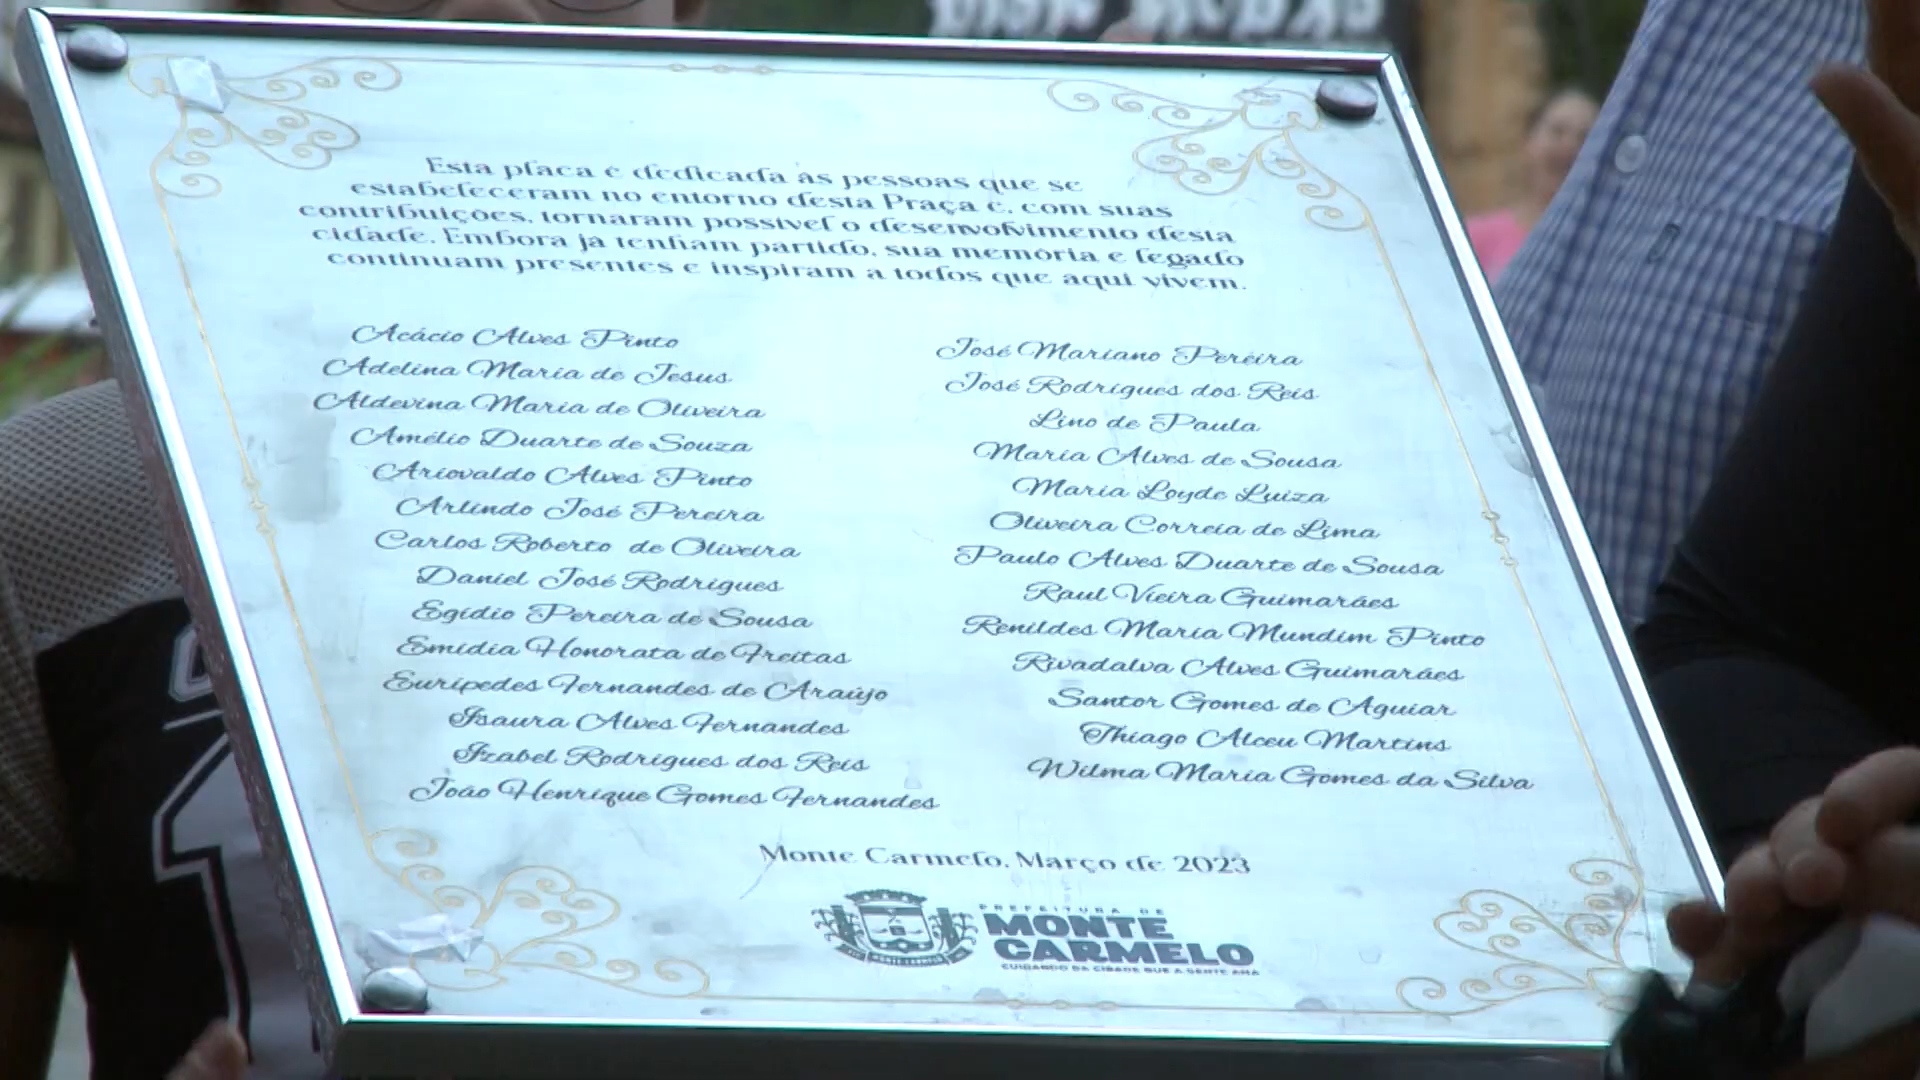 Esta placa é dedicada às pessoas que se
estabeleceram no entorno desta Praça e, com suas
contribuições, tornaram possível o desenvolvimento desta
cidade. Embora já tenham partido, sua memória e legado
continuam presentes e inspiram a todos que aqui vivem.
Acácio Alves Pinto
Adelina Maria de Jesus
Aldevina Maria de Oliveira
Amélio Duarte de Souza
Ariovaldo Alves Pinto
Arlindo José Pereira
Carlos Roberto de Oliveira
Daniel José Rodrigues
Egídio Pereira de Sousa
Emídia Honorata de Freitas
Eurípedes Fernandes de Araújo
Isaura Alves Fernandes
Izabel Rodrigues dos Reis
João Henrique Gomes Fernandes
José Mariano Pereira
José Rodrigues dos Reis
Lino de Paula
Maria Alves de Sousa
Maria Loyde Luiza
Oliveira Correia de Lima
Paulo Alves Duarte de Sousa
Raul Vieira Guimarães
Renildes Maria Mundim Pinto
Rivadalva Alves Guimarães
Santor Gomes de Aguiar
Thiago Alceu Martins
Wilma Maria Gomes da Silva
Monte Carmelo, Março de 2023
PREFEITURA DE
MONTE
CARMELO
CUIDANDO DA CIDADE QUE A GENTE AMA